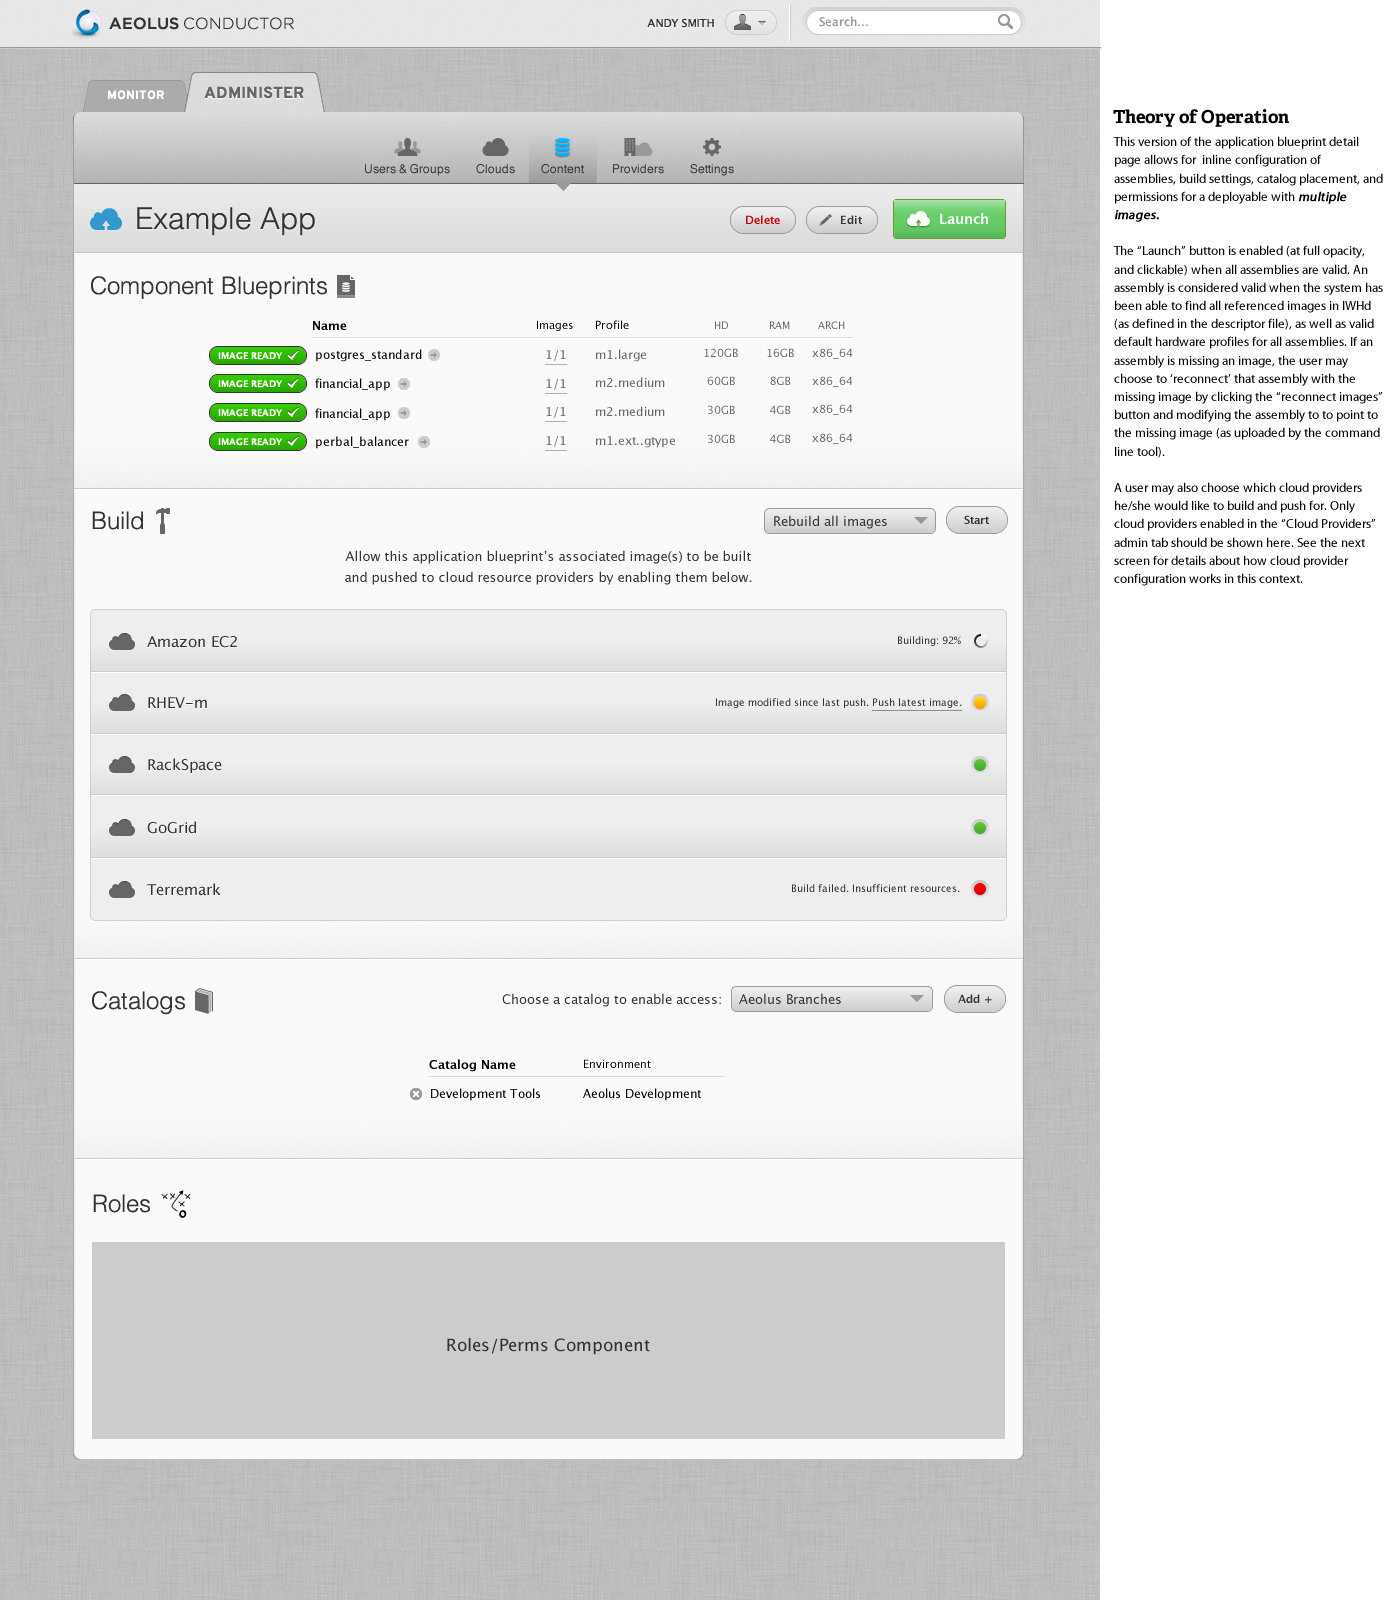 AEOLUS CONDUCTOR
ANDY SMITH
Search...
MONITOR
ADMINISTER
Users & Groups
Clouds
Content
Providers
Settings
Example App
Delete
Edit
Launch
Component Blueprints
Name Images Profile HD RAM ARCH
IMAGE READY postgres_standard 1/1 m1.large 120GB 16GB x86_64
IMAGE READY financial_app 1/1 m2.medium 60GB 8GB x86_64
IMAGE READY financial_app 1/1 m2.medium 30GB 4GB x86_64
IMAGE READY perbal_balancer 1/1 m1.ext..gtype 30GB 4GB x86_64
Build
Rebuild all images
Start
Allow this application blueprint's associated image(s) to be built
and pushed to cloud resource providers by enabling them below.
Amazon EC2 Building: 92%
RHEV-m Image modified since last push. Push latest image.
RackSpace
GoGrid
Terremark Build failed. Insufficient resources.
Catalogs
Choose a catalog to enable access: Aeolus Branches Add +
Catalog Name Environment
Development Tools Aeolus Development
Roles
Roles/Perms Component
Theory of Operation
This version of the application blueprint detail
page allows for  inline configuration of
assemblies, build settings, catalog placement, and
permissions for a deployable with multiple
images.
The “Launch” button is enabled (at full opacity,
and clickable) when all assemblies are valid. An
assembly is considered valid when the system has
been able to find all referenced images in IWHd
(as defined in the descriptor file), as well as valid
default hardware profiles for all assemblies. If an
assembly is missing an image, the user may
choose to ‘reconnect’ that assembly with the
missing image by clicking the “reconnect images”
button and modifying the assembly to to point to
the missing image (as uploaded by the command
line tool).
A user may also choose which cloud providers
he/she would like to build and push for. Only
cloud providers enabled in the “Cloud Providers”
admin tab should be shown here. See the next
screen for details about how cloud provider
configuration works in this context.